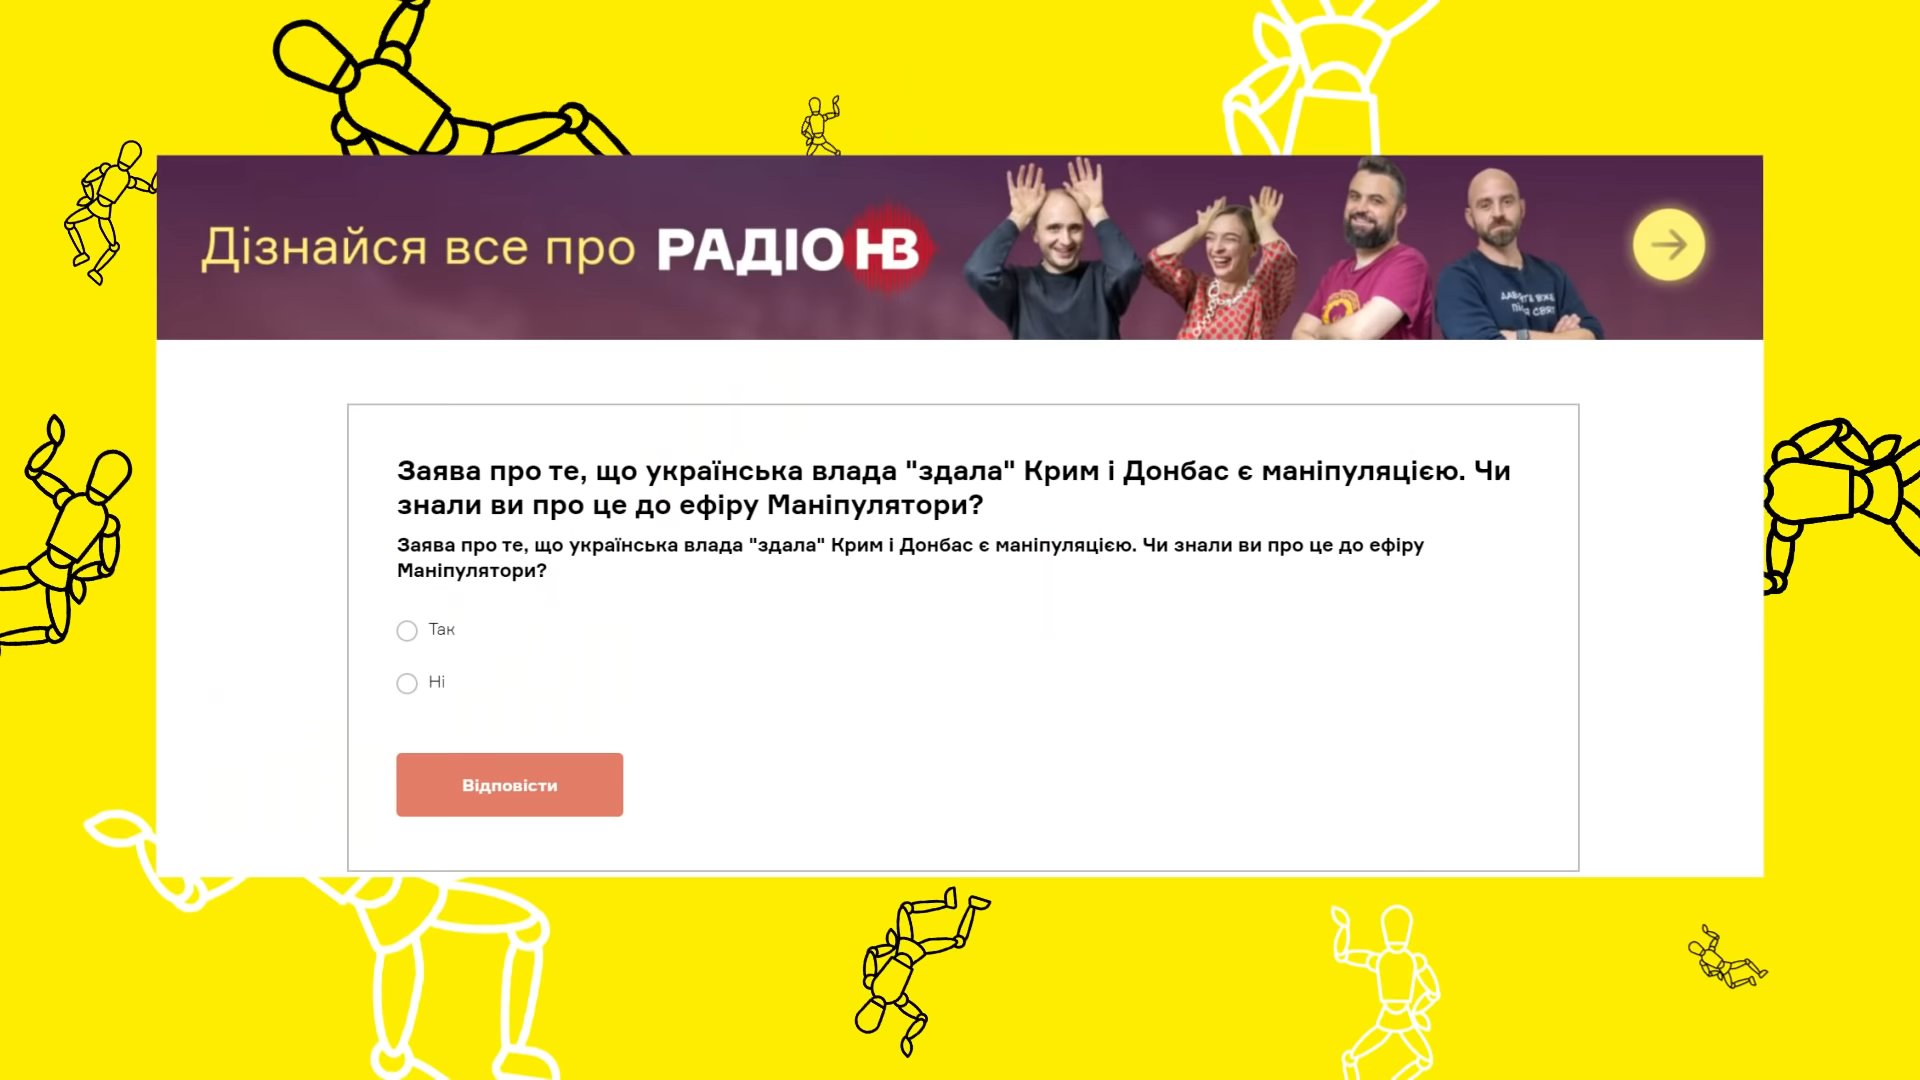 Дізнайся все про РАДІО НВ
Заява про те, що українська влада "здала" Крим і Донбас є маніпуляцією. Чи
знали ви про це до ефіру Маніпулятори?
Заява про те, що українська влада "здала" Крим і Донбас є маніпуляцією. Чи знали ви про це до ефіру
Маніпулятори?
Так
Ні
Відповісти